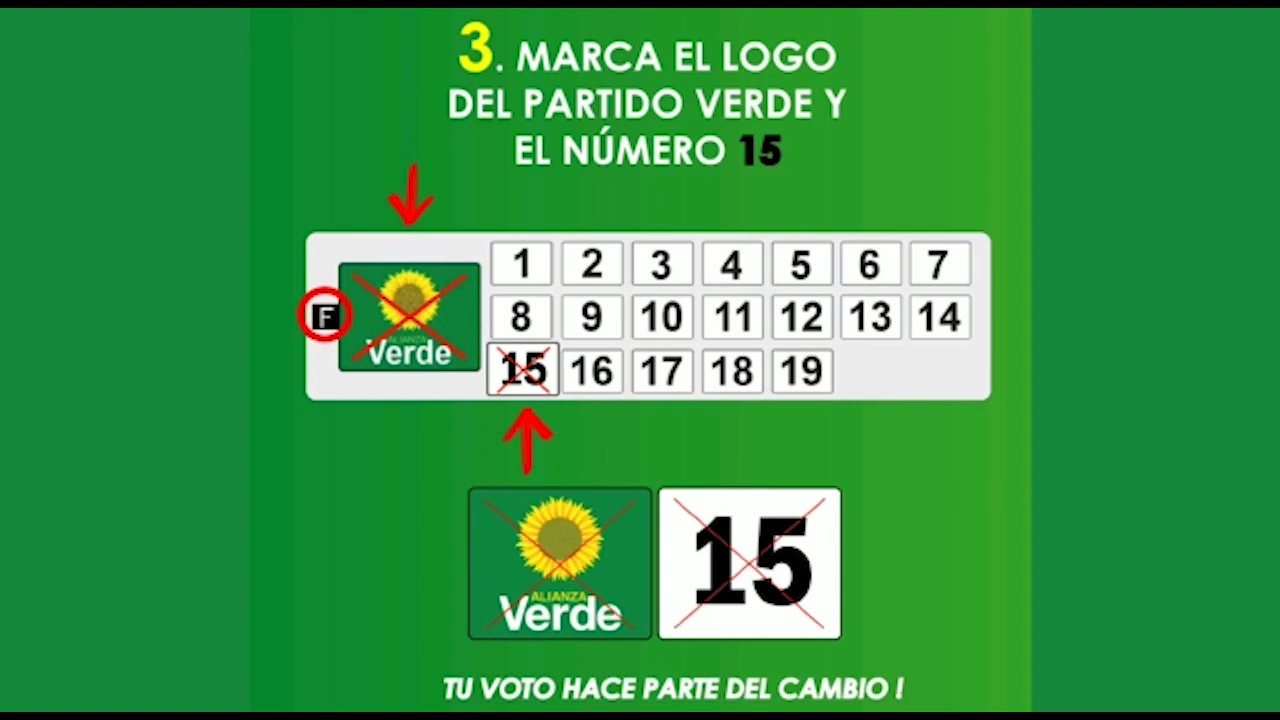 3. MARCA EL LOGO
DEL PARTIDO VERDE Y
EL NÚMERO 15
1 2 3 4 5 6 7
F ALIANZA Verde 8 9 10 11 12 13 14
15 16 17 18 19
ALIANZA
Verde 15
TU VOTO HACE PARTE DEL CAMBIO !